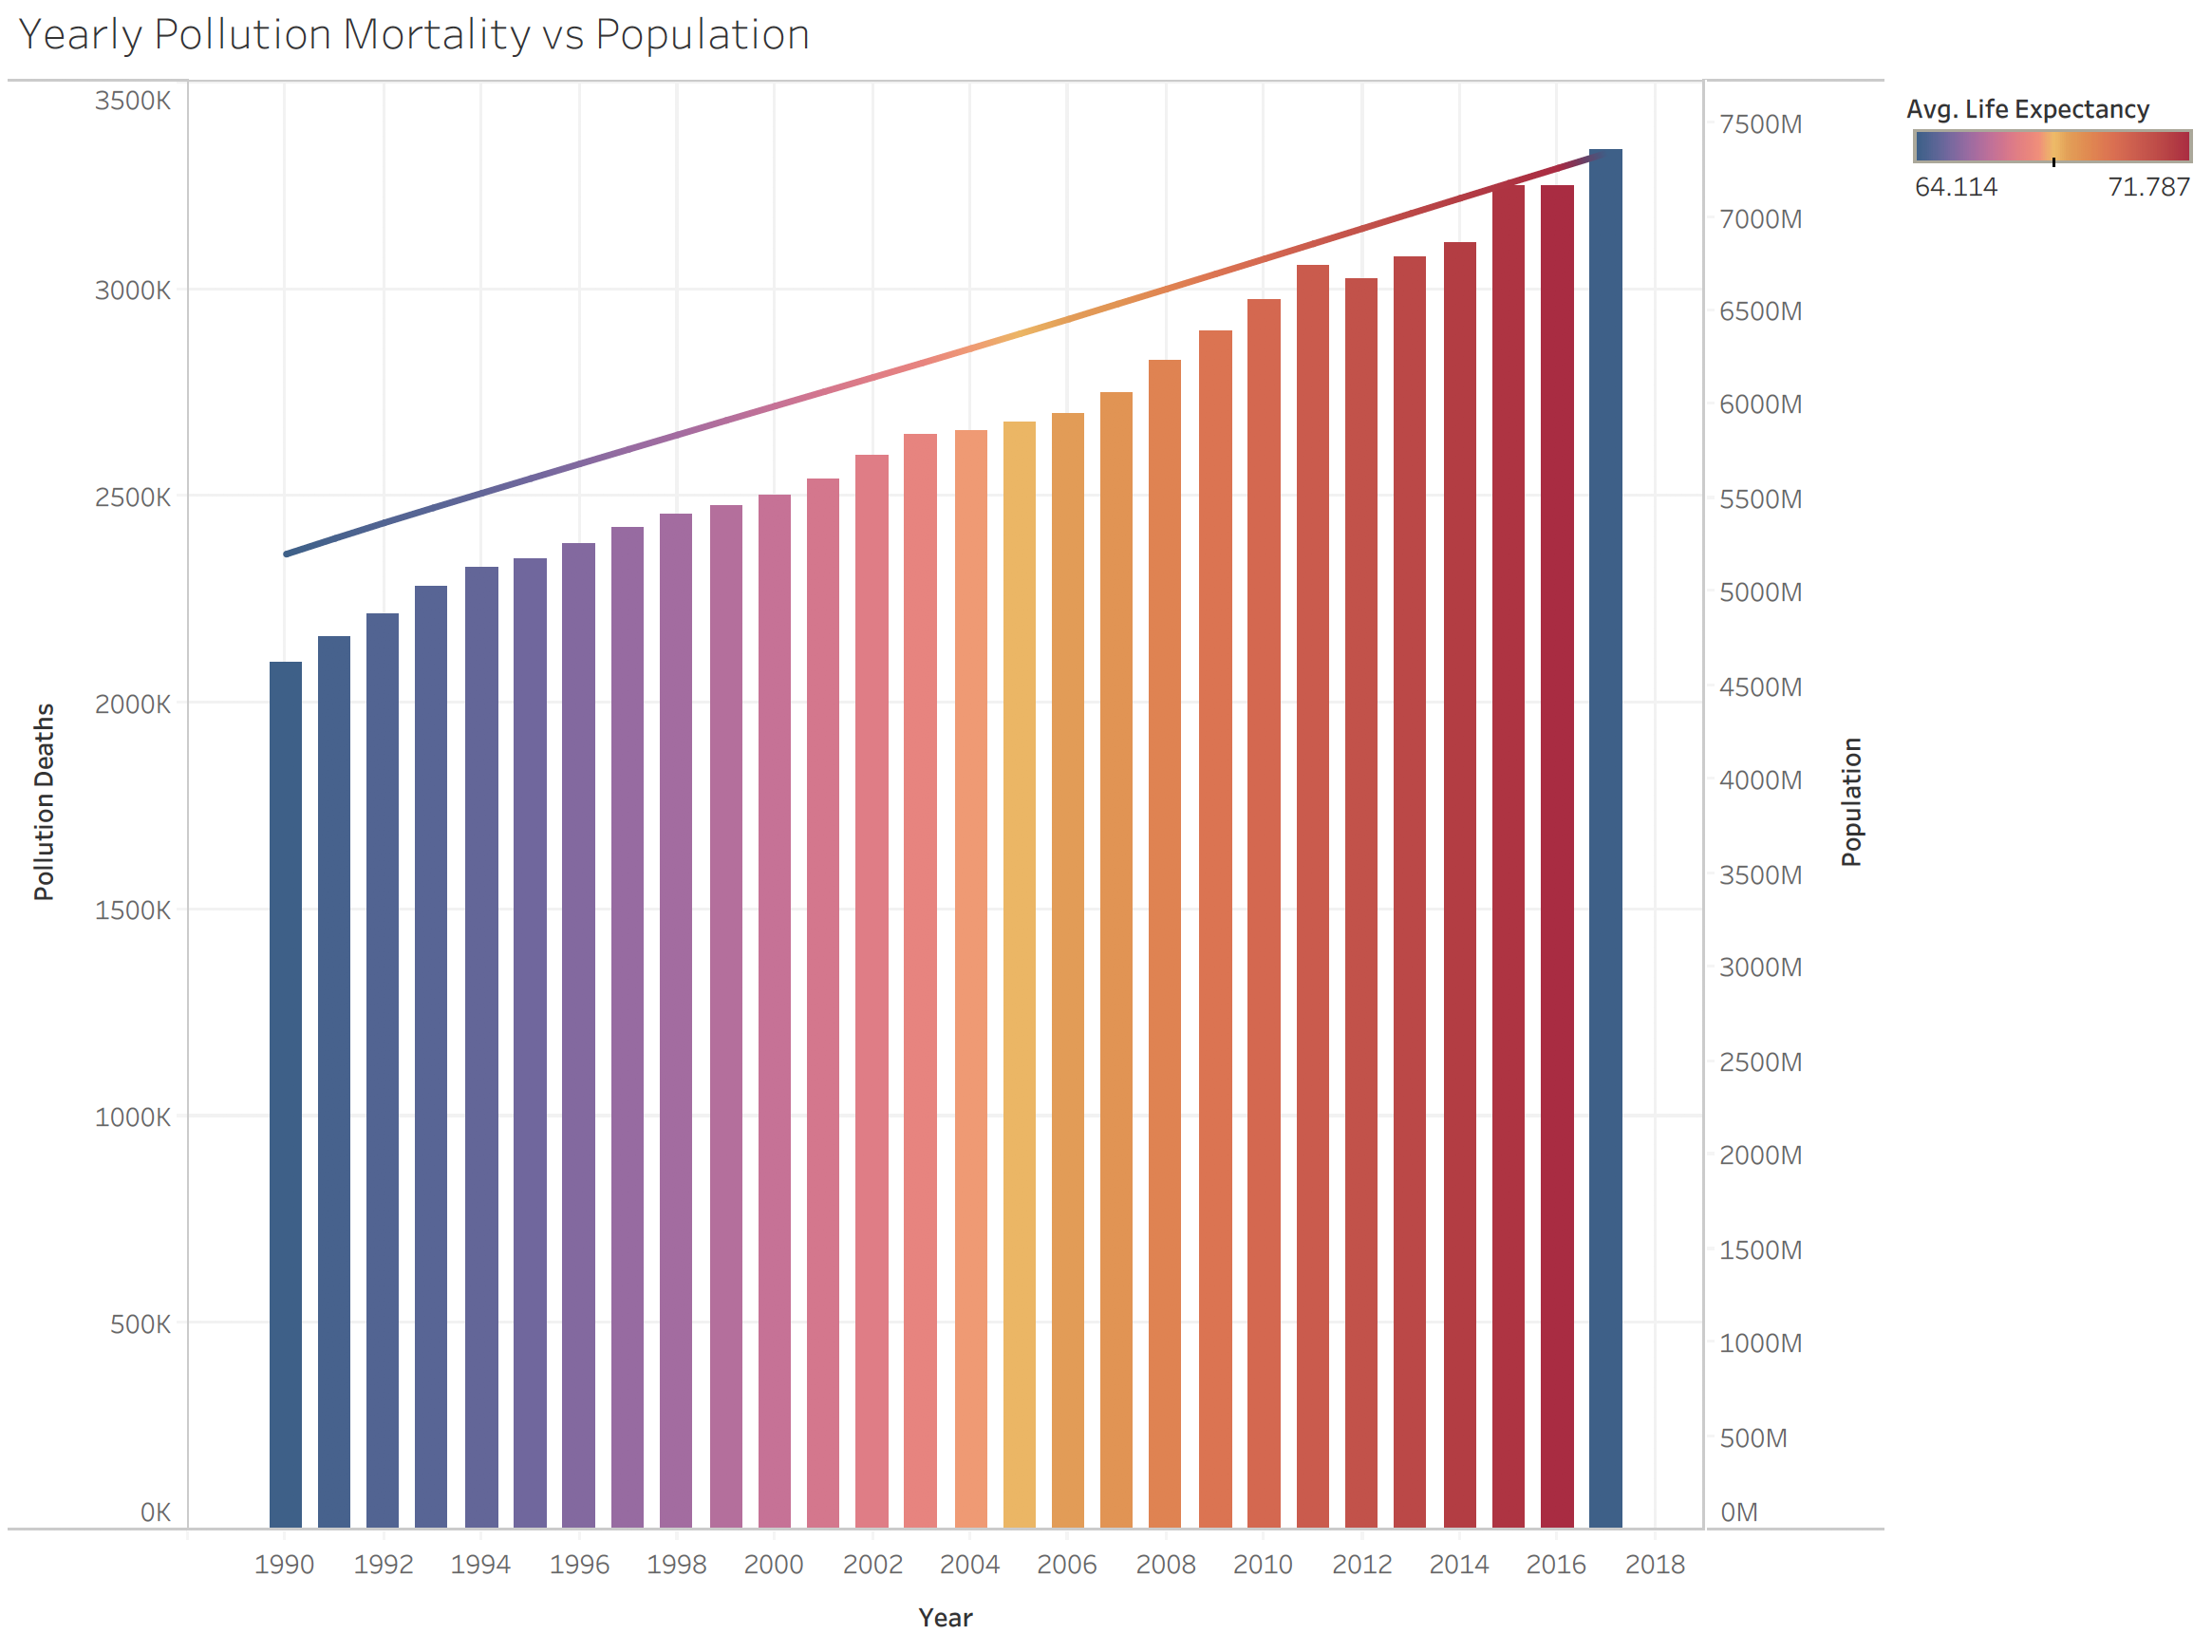 Yearly Pollution Mortality vs Population
3500K
3000K
2500K
2000K
1500K
1000K
500K
0K
Pollution Deaths
7500M
7000M
6500M
6000M
5500M
5000M
4500M
4000M
3500M
3000M
2500M
2000M
1500M
1000M
500M
0M
Population
1990 1992 1994 1996 1998 2000 2002 2004 2006 2008 2010 2012 2014 2016 2018
Year
Avg. Life Expectancy
64.114 71.787